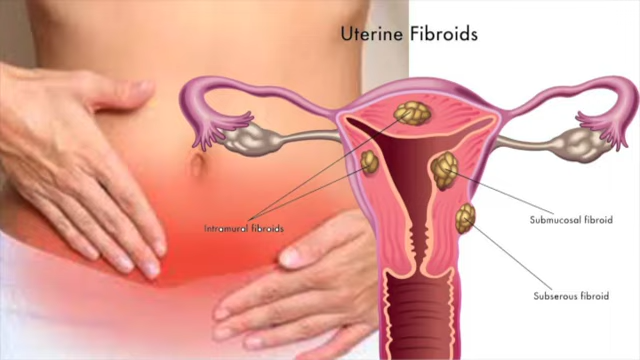 Uterine Fibroids
Intramural fibroids
Submucosal fibroid
Subserous fibroid